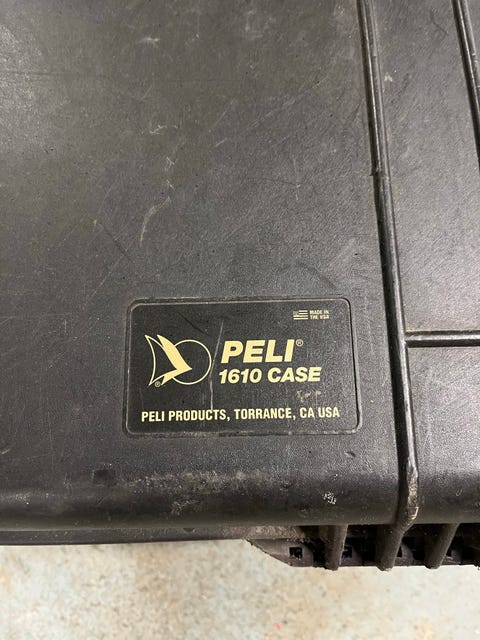 MADE IN
THE USA
PELI®
1610 CASE
®
PELI PRODUCTS, TORRANCE, CA USA